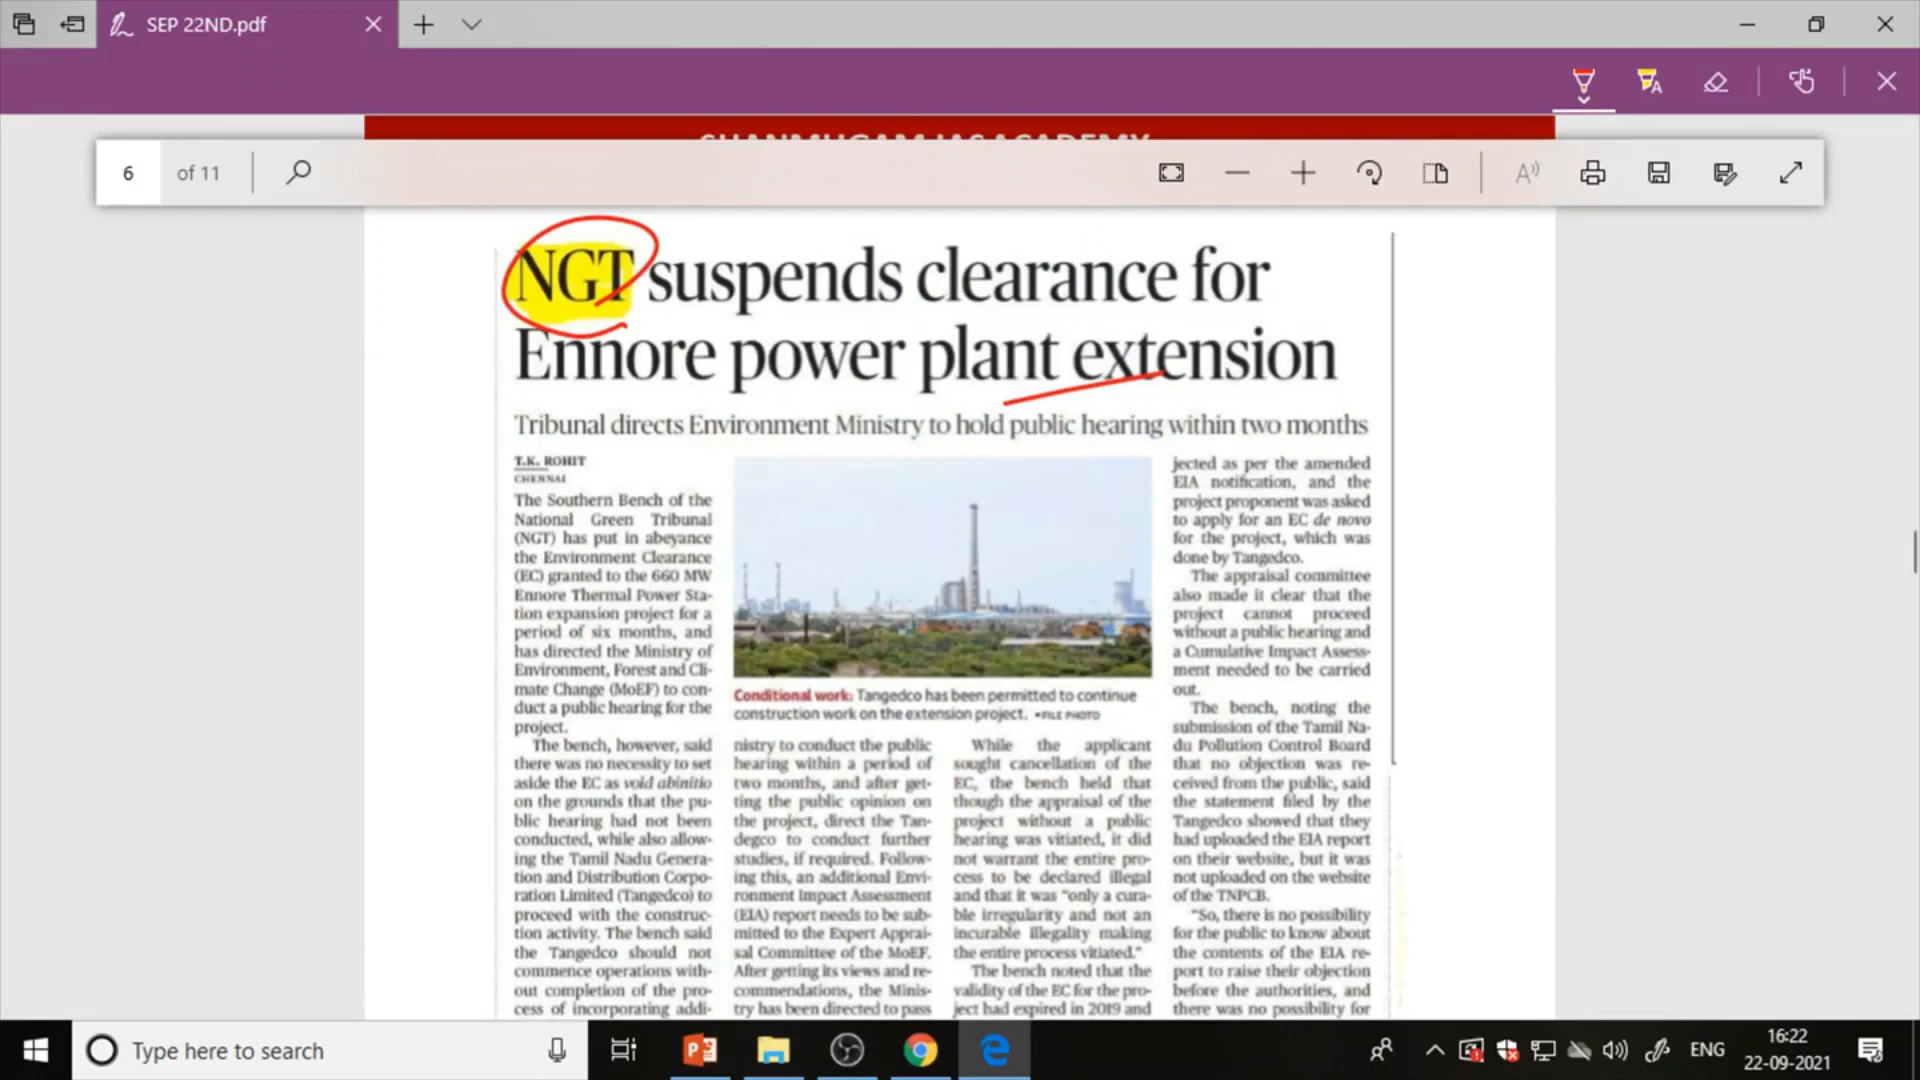 SEP 22ND.pdf
SHANMUGAM IAS ACADEMY
6 of 11
NGT suspends clearance for
Ennore power plant extension
Tribunal directs Environment Ministry to hold public hearing within two months
T.K. ROHIT
CHENNAI
The Southern Bench of the
National Green Tribunal
(NGT) has put in abeyance
the Environment Clearance
(EC) granted to the 660 MW
Ennore Thermal Power Sta-
tion expansion project for a
period of six months, and
has directed the Ministry of
Environment, Forest and Cli-
mate Change (MoEF) to con-
duct a public hearing for the
project.
The bench, however, said
there was no necessity to set
aside the EC as void abinitio
on the grounds that the pu-
blic hearing had not been
conducted, while also allow-
ing the Tamil Nadu Genera-
tion and Distribution Corpo-
ration Limited (Tangedco) to
proceed with the construc-
tion activity. The bench said
the Tangedco should not
commence operations with-
out completion of the pro-
cess of incorporating addi-
Conditional work: Tangedco has been permitted to continue
construction work on the extension project. •FILE PHOTO
nistry to conduct the public
hearing within a period of
two months, and after get-
ting the public opinion on
the project, direct the Tan-
degco to conduct further
studies, if required. Follow-
ing this, an additional Envi-
ronment Impact Assessment
(EIA) report needs to be sub-
mitted to the Expert Apprai-
sal Committee of the MoEF.
After getting its views and re-
commendations, the Minis-
try has been directed to pass
While the applicant
sought cancellation of the
EC, the bench held that
though the appraisal of the
project without a public
hearing was vitiated, it did
not warrant the entire pro-
cess to be declared illegal
and that it was "only a cura-
ble irregularity and not an
incurable illegality making
the entire process vitiated."
The bench noted that the
validity of the EC for the pro-
ject had expired in 2019 and
jected as per the amended
EIA notification, and the
project proponent was asked
to apply for an EC de novo
for the project, which was
done by Tangedco.
The appraisal committee
also made it clear that the
project cannot proceed
without a public hearing and
a Cumulative Impact Assess-
ment needed to be carried
out.
The bench, noting the
submission of the Tamil Na-
du Pollution Control Board
that no objection was re-
ceived from the public, said
the statement filed by the
Tangedco showed that they
had uploaded the EIA report
on their website, but it was
not uploaded on the website
of the TNPCB.
"So, there is no possibility
for the public to know about
the contents of the EIA re-
port to raise their objection
before the authorities, and
there was no possibility for
Type here to search
ENG
16:22
22-09-2021